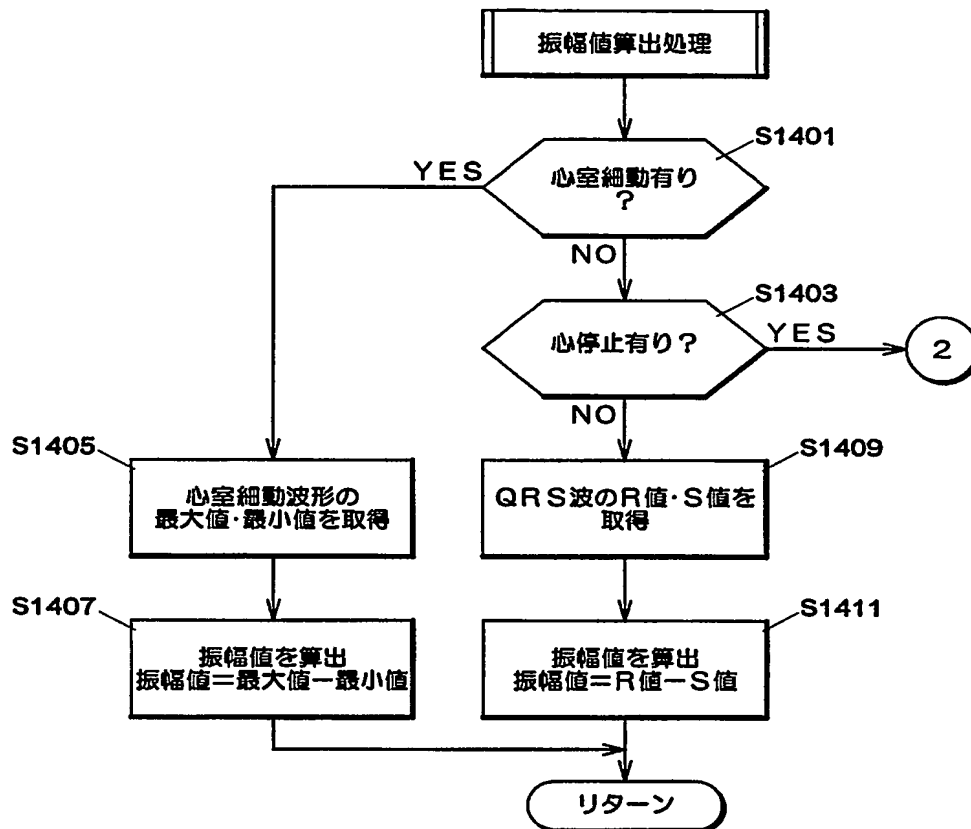 振幅値算出処理
S1401
YES
心室細動有り
？
NO
S1403
心停止有り？
YES
2
NO
S1405
心室細動波形の
最大値・最小値を取得
S1409
QRS波のR値・S値を
取得
S1407
振幅値を算出
振幅値＝最大値－最小値
S1411
振幅値を算出
振幅値＝R値－S値
リターン